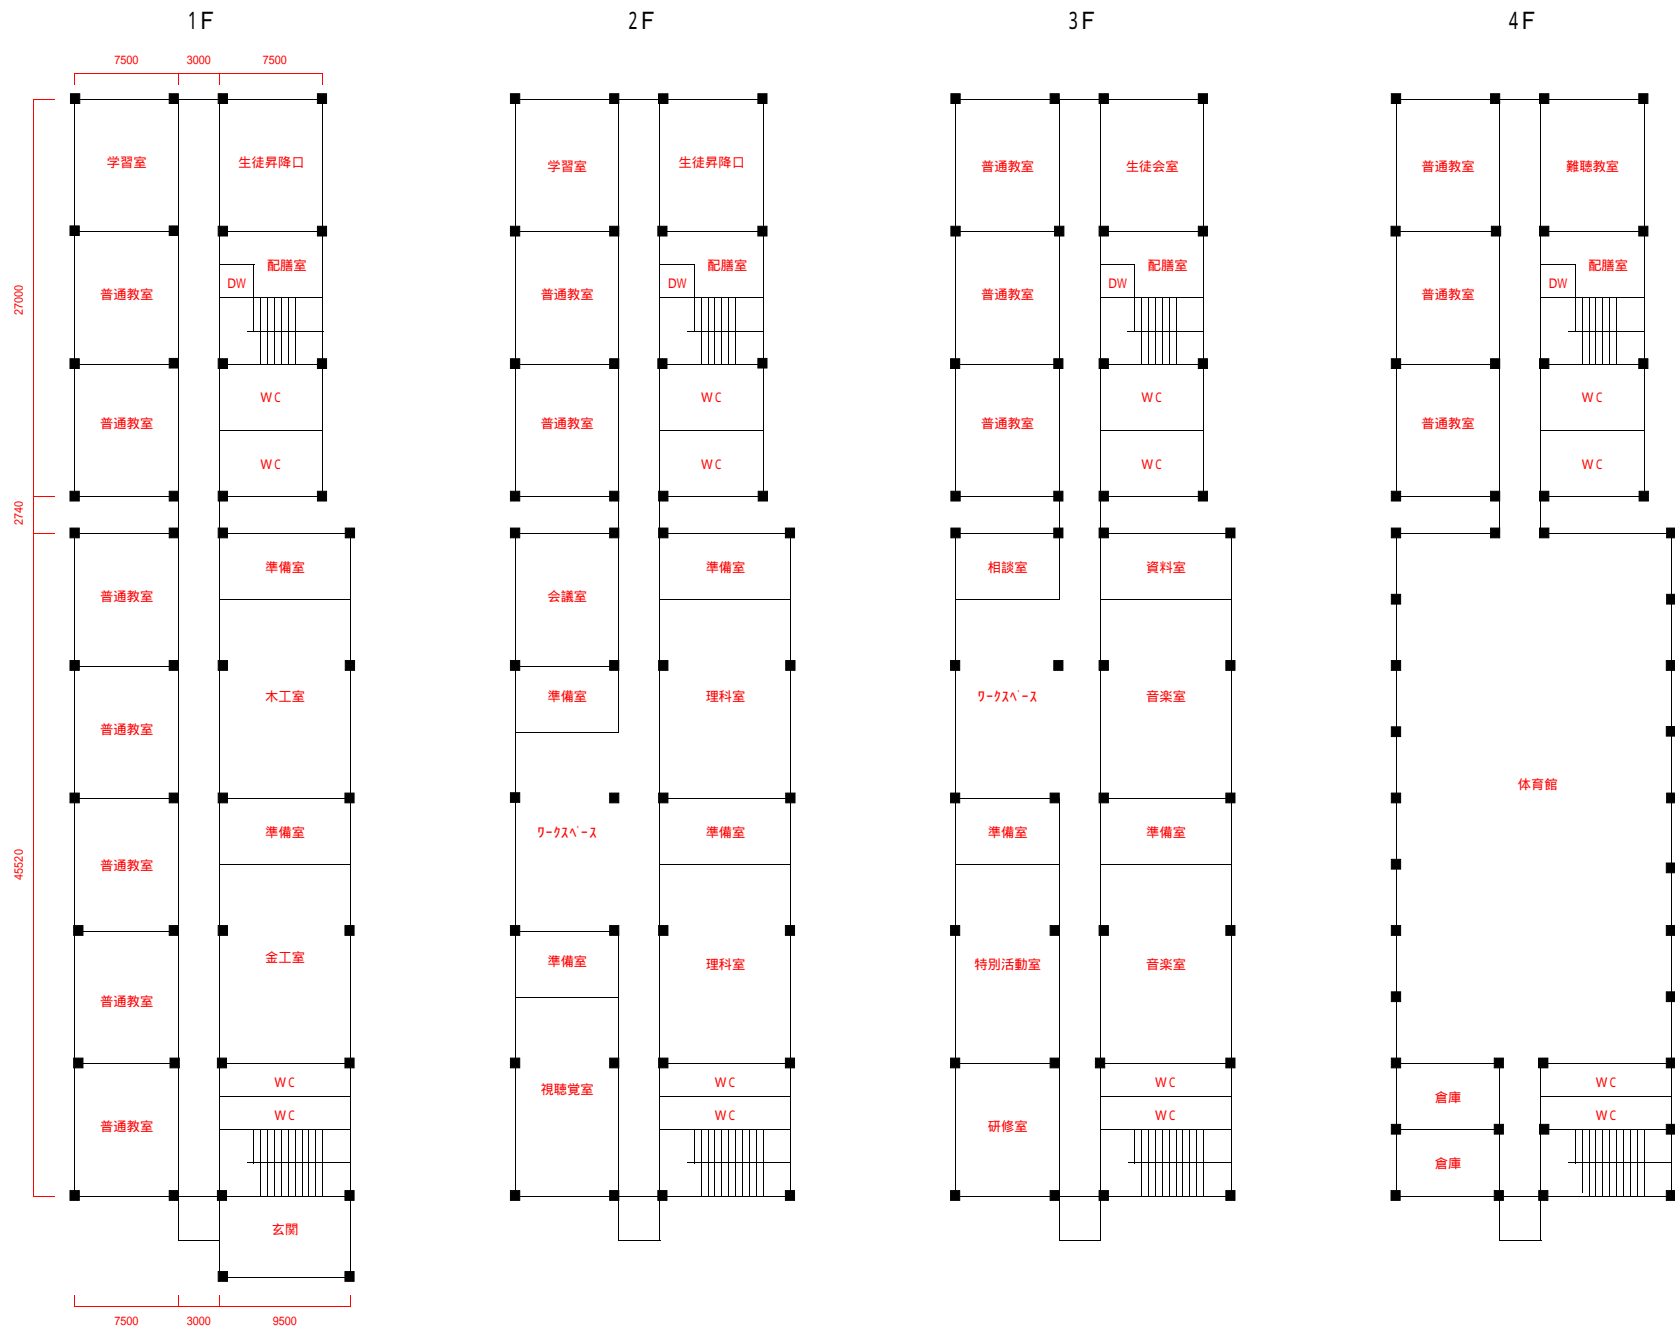 1F
2F
3F
4F
7500
3000
7500
27000
2740
45520
学習室
生徒昇降口
配膳室
DW
普通教室
WC
普通教室
WC
準備室
普通教室
木工室
普通教室
準備室
普通教室
金工室
普通教室
WC
WC
普通教室
玄関
7500
3000
9500
学習室
生徒昇降口
配膳室
DW
普通教室
WC
普通教室
WC
準備室
会議室
準備室
理科室
ワークスペース
準備室
準備室
理科室
視聴覚室
WC
WC
普通教室
生徒会室
配膳室
DW
普通教室
WC
普通教室
WC
相談室
資料室
ワークスペース
音楽室
準備室
準備室
特別活動室
音楽室
WC
WC
研修室
普通教室
難聴教室
配膳室
DW
普通教室
WC
普通教室
WC
体育館
倉庫
WC
WC
倉庫